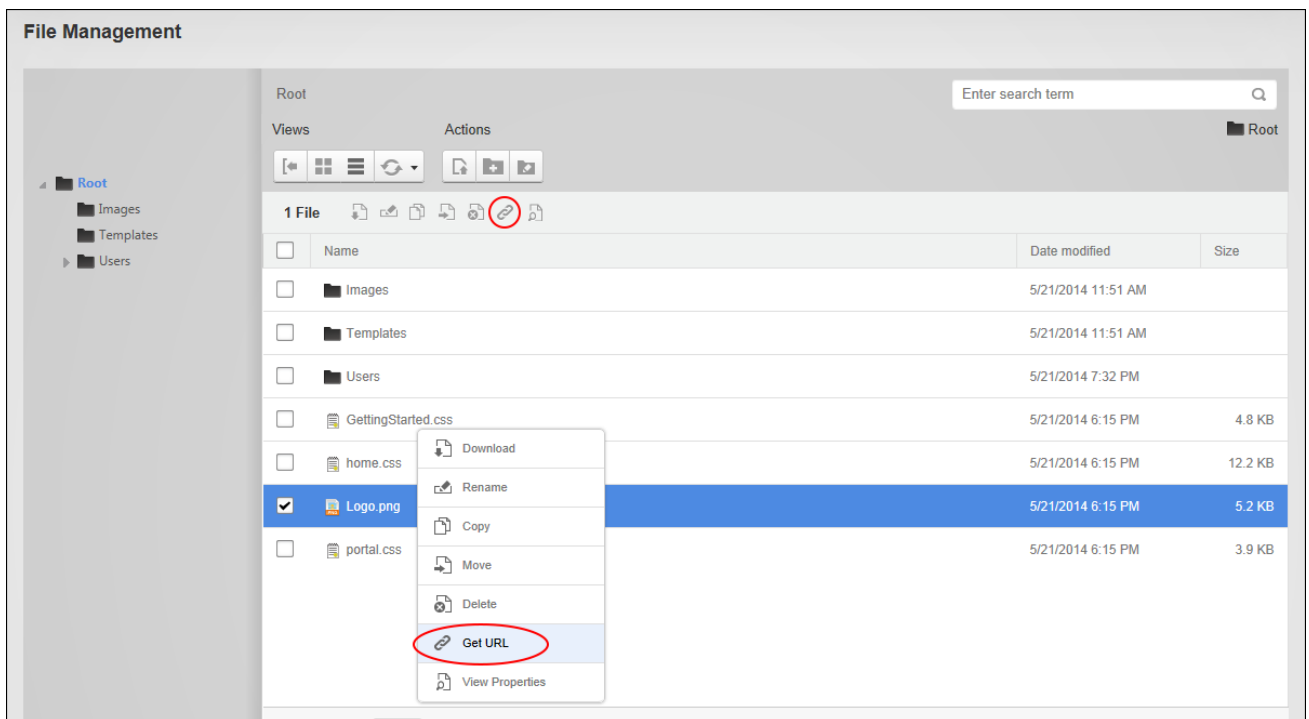 File Management
Root
Enter search term
Views
Actions
Root
Root
Images
Templates
Users
1 File
Name
Date modified
Size
Images
5/21/2014 11:51 AM
Templates
5/21/2014 11:51 AM
Users
5/21/2014 7:32 PM
GettingStarted.css
5/21/2014 6:15 PM
4.8 KB
home.css
5/21/2014 6:15 PM
12.2 KB
Logo.png
5/21/2014 6:15 PM
5.2 KB
portal.css
5/21/2014 6:15 PM
3.9 KB
Download
Rename
Copy
Move
Delete
Get URL
View Properties